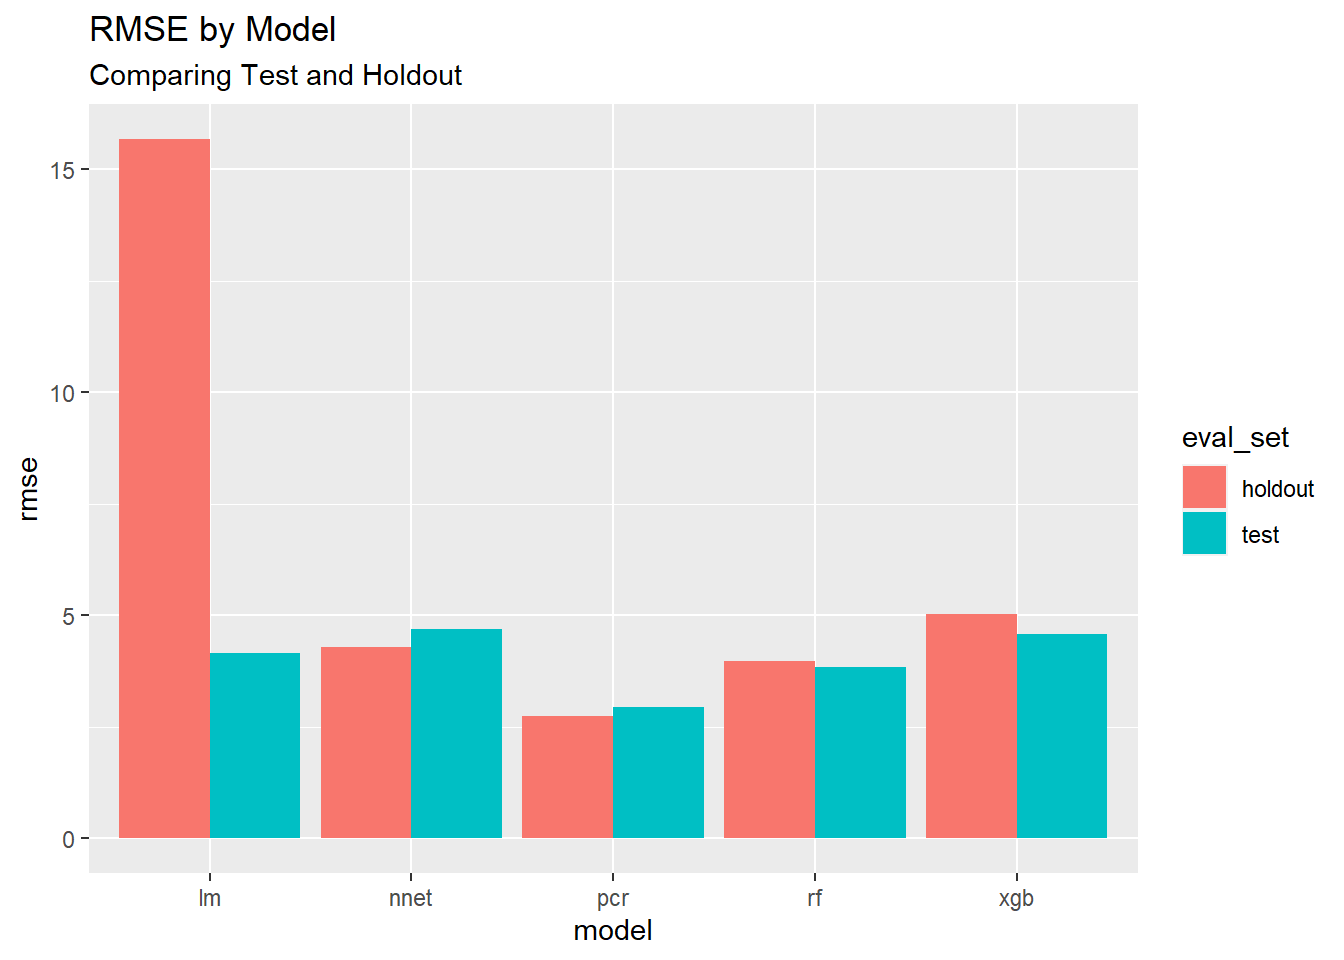 RMSE by Model
Comparing Test and Holdout
15
10
5
0
rmse
lm
nnet
pcr
rf
xgb
model
eval_set
holdout
test